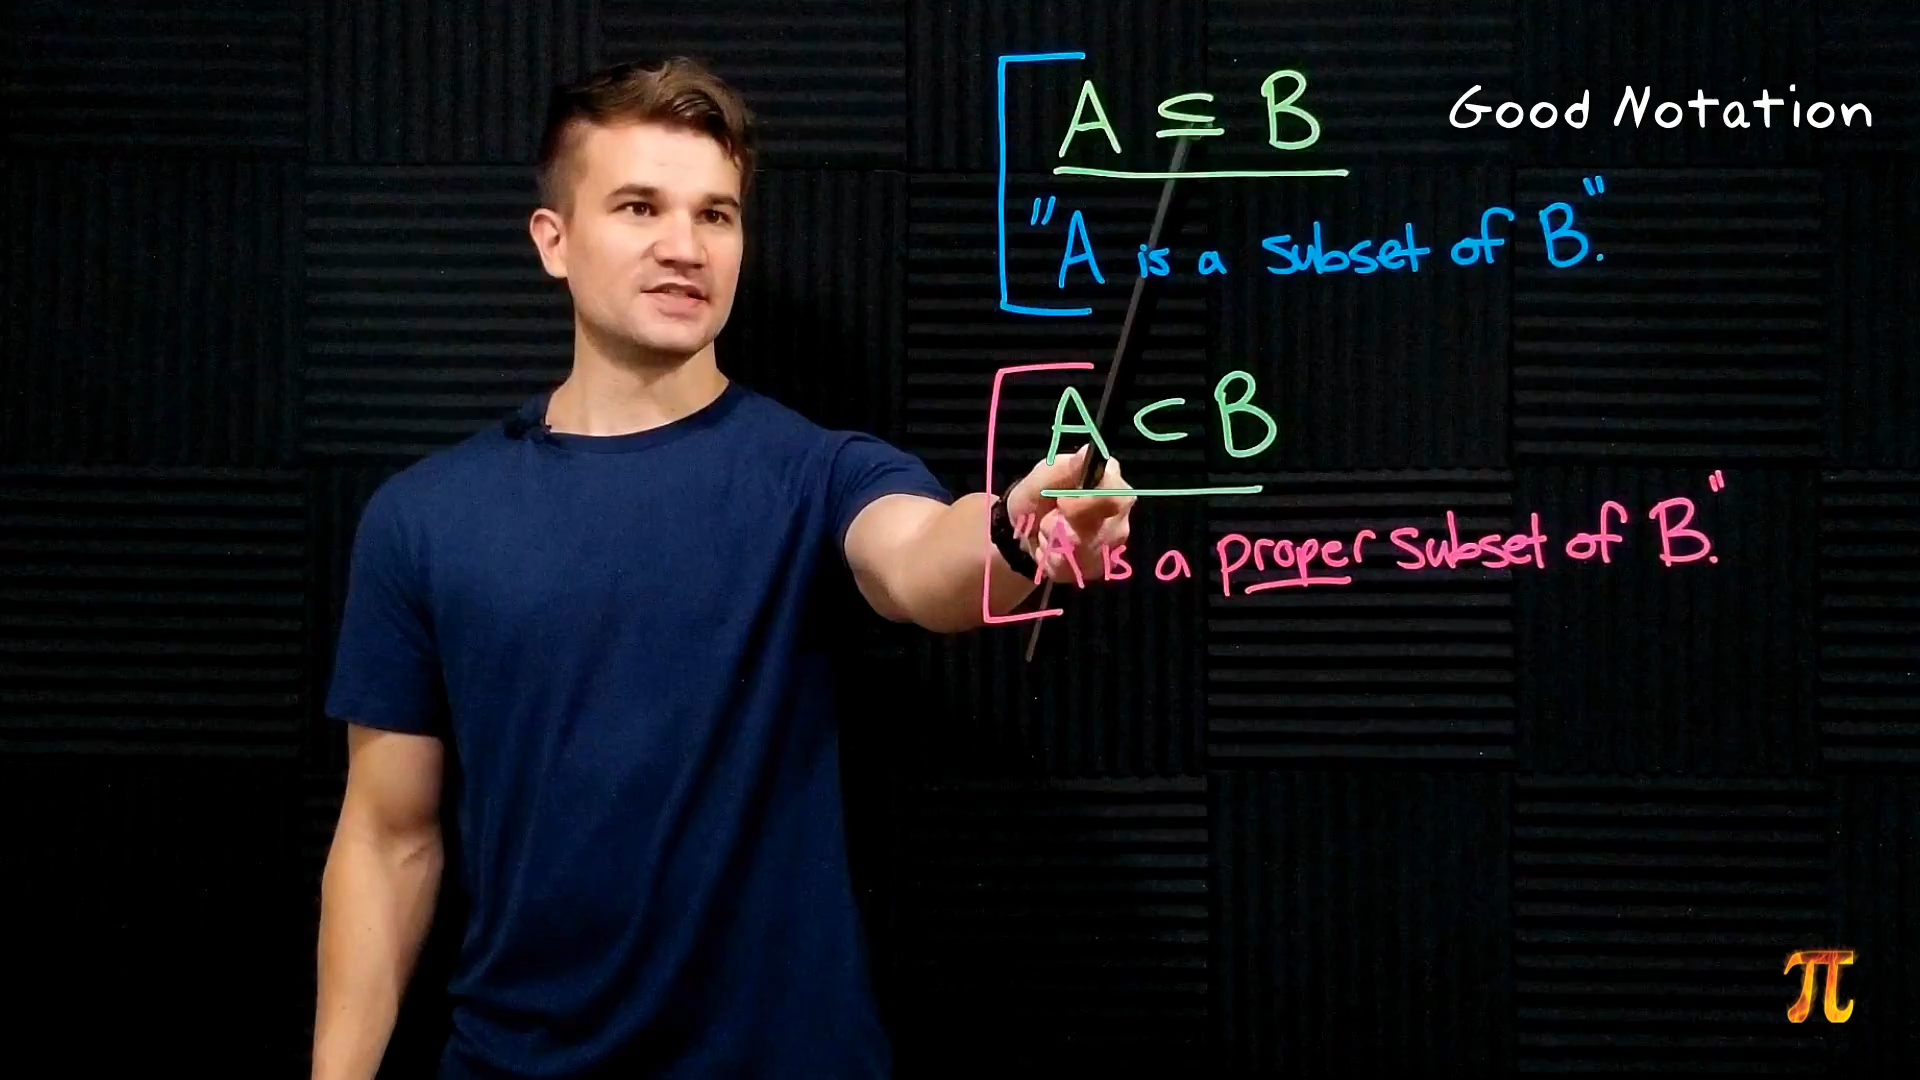 A ⊆ B
Good Notation
"A is a subset of B."
A ⊂ B
"A is a proper subset of B."
π